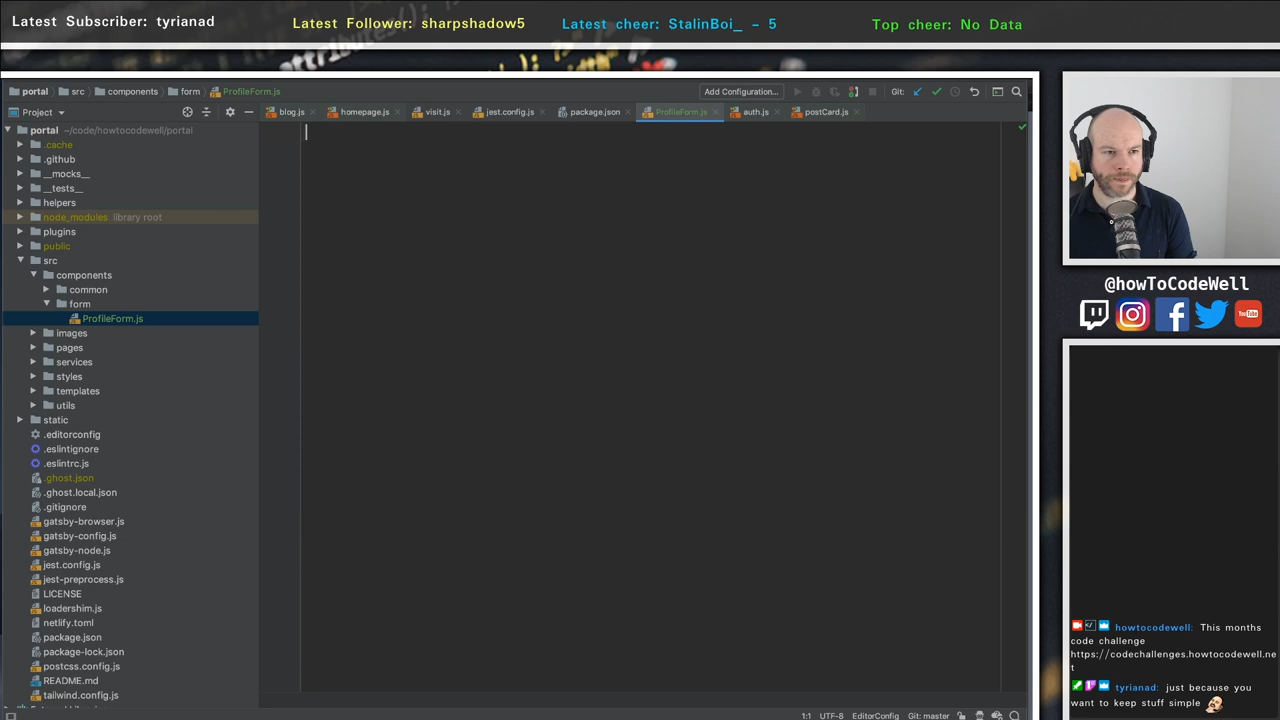 Latest Subscriber: tyrianad
Latest Follower: sharpshadow5
Latest cheer: StalinBoi_ - 5
Top cheer: No Data
portal
src
components
form
ProfileForm.js
Add Configuration...
Git:
Project
blog.js
homepage.js
visit.js
jest.config.js
package.json
ProfileForm.js
auth.js
postCard.js
portal ~/code/howtocodewell/portal
.cache
.github
__mocks__
__tests__
helpers
node_modules library root
plugins
public
src
components
common
form
ProfileForm.js
images
pages
services
styles
templates
utils
static
.editorconfig
.eslintignore
.eslintrc.js
.ghost.json
.ghost.local.json
.gitignore
gatsby-browser.js
gatsby-config.js
gatsby-node.js
jest.config.js
jest-preprocess.js
LICENSE
loadershim.js
netlify.toml
package.json
package-lock.json
postcss.config.js
README.md
tailwind.config.js
1:1 UTF-8 EditorConfig Git: master
@howToCodeWell
howtocodewell: This months
code challenge
https://codechallenges.howtocodewell.ne
t
tyrianad: just because you
want to keep stuff simple